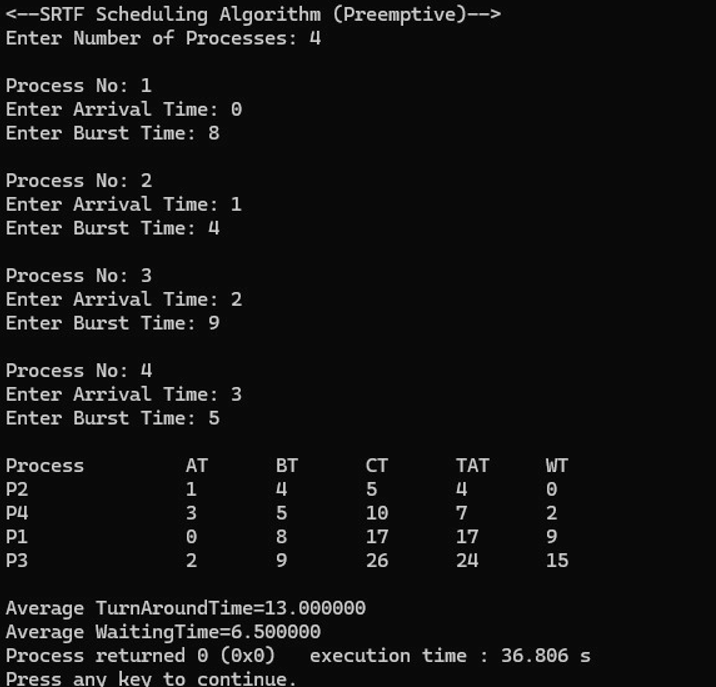 <--SRTF Scheduling Algorithm (Preemptive)-->
Enter Number of Processes: 4
Process No: 1
Enter Arrival Time: 0
Enter Burst Time: 8
Process No: 2
Enter Arrival Time: 1
Enter Burst Time: 4
Process No: 3
Enter Arrival Time: 2
Enter Burst Time: 9
Process No: 4
Enter Arrival Time: 3
Enter Burst Time: 5
Process AT BT CT TAT WT
P2 1 4 5 4 0
P4 3 5 10 7 2
P1 0 8 17 17 9
P3 2 9 26 24 15
Average TurnAroundTime=13.000000
Average WaitingTime=6.500000
Process returned 0 (0x0) execution time : 36.806 s
Press any key to continue.